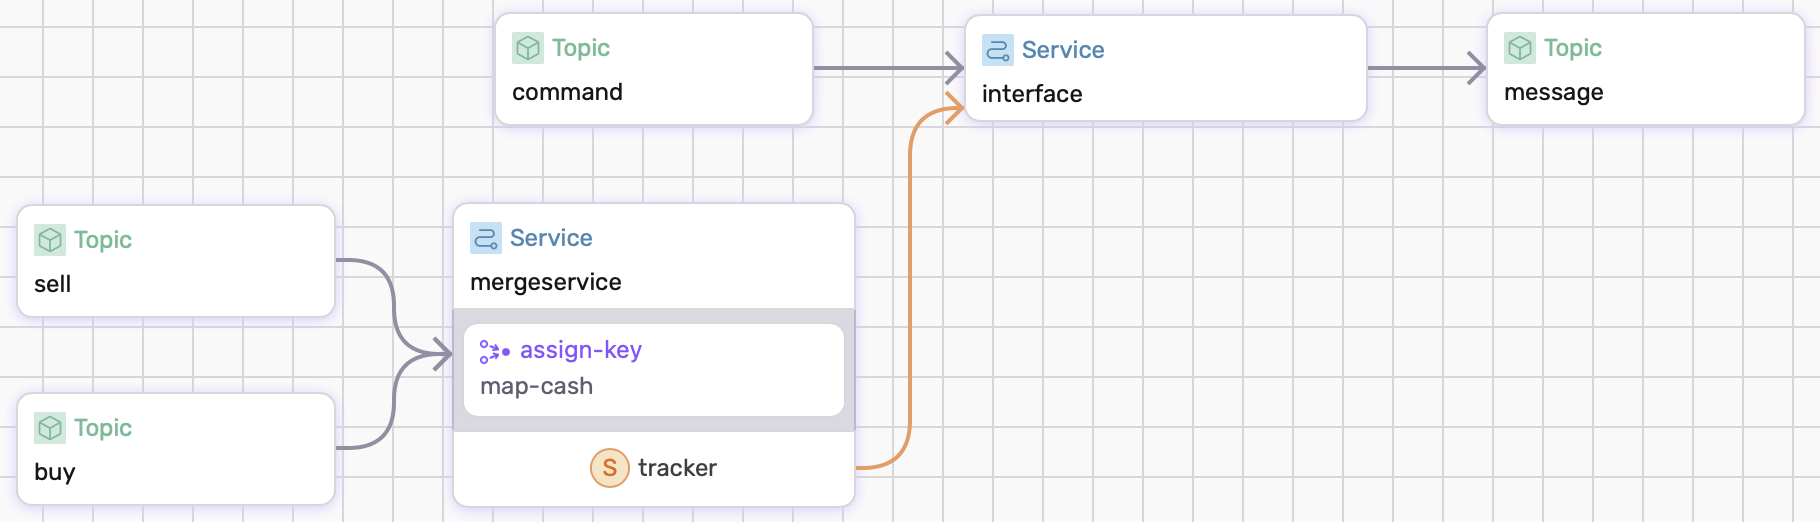 Topic
command
Service
interface
Topic
message
Topic
sell
Topic
buy
Service
mergeservice
assign-key
map-cash
S tracker